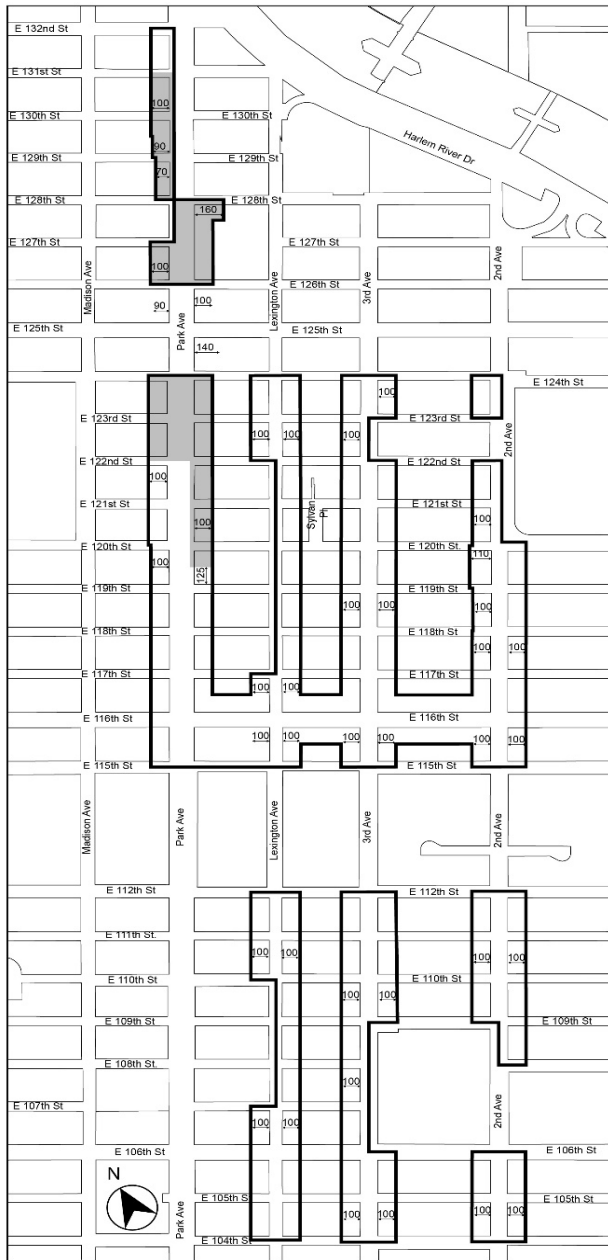 E 132nd St
E 131st St
100
E 130th St
E 130th St
Harlem River Dr
90
E 129th St
E 129th St
70
E 128th St
E 128th St
160
E 127th St
E 127th St
100
Madison Ave
Lexington Ave
3rd Ave
2nd Ave
E 126th St
90
100
Park Ave
E 125th St
E 125th St
140
E 124th St
100
E 123rd St
E 123rd St
100
100
100
2nd Ave
E 122nd St
E 122nd St
100
E 121st St
E 121st St
Sylvan Pl
100
100
E 120th St
E 120th St.
100
125
110
E 119th St
E 119th St
100
100
100
E 118th St
E 118th St
100
100
E 117th St
E 117th St
100
100
E 116th St
E 116th St
100
100
100
100
100
100
E 115th St
E 115th St
Madison Ave
Park Ave
Lexington Ave
3rd Ave
2nd Ave
E 112th St
E 112th St
E 111th St.
100
100
100
100
E 110th St
E 110th St
100
100
E 109th St
E 109th St
E 108th St.
100
E 107th St
2nd Ave
100
100
E 106th St
E 106th St
N
E 105th St
E 105th St
Park Ave
100
100
100
100
E 104th St